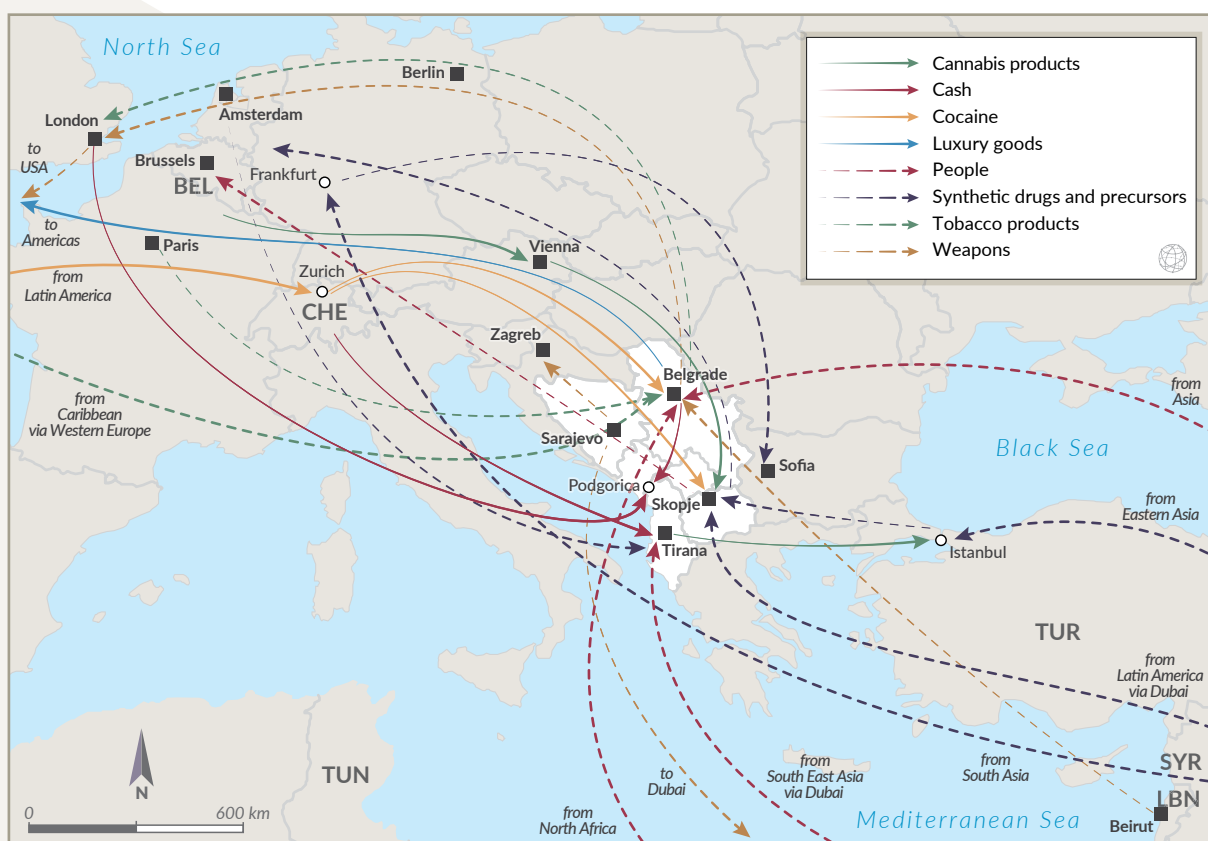 North Sea
Berlin
Amsterdam
London
to
USA
Brussels
BEL
Frankfurt
to
Americas
Paris
Vienna
from
Latin America
Zurich
CHE
Zagreb
Belgrade
from
Caribbean
via Western Europe
from
Asia
Sarajevo
Black Sea
Sofia
Podgorica
Skopje
from
Eastern Asia
Tirana
Istanbul
TUR
from
Latin America
via Dubai
TUN
N
0
600 km
to
Dubai
from
South East Asia
via Dubai
from
South Asia
SYR
LBN
from
North Africa
Mediterranean Sea
Beirut
Cannabis products
Cash
Cocaine
Luxury goods
People
Synthetic drugs and precursors
Tobacco products
Weapons